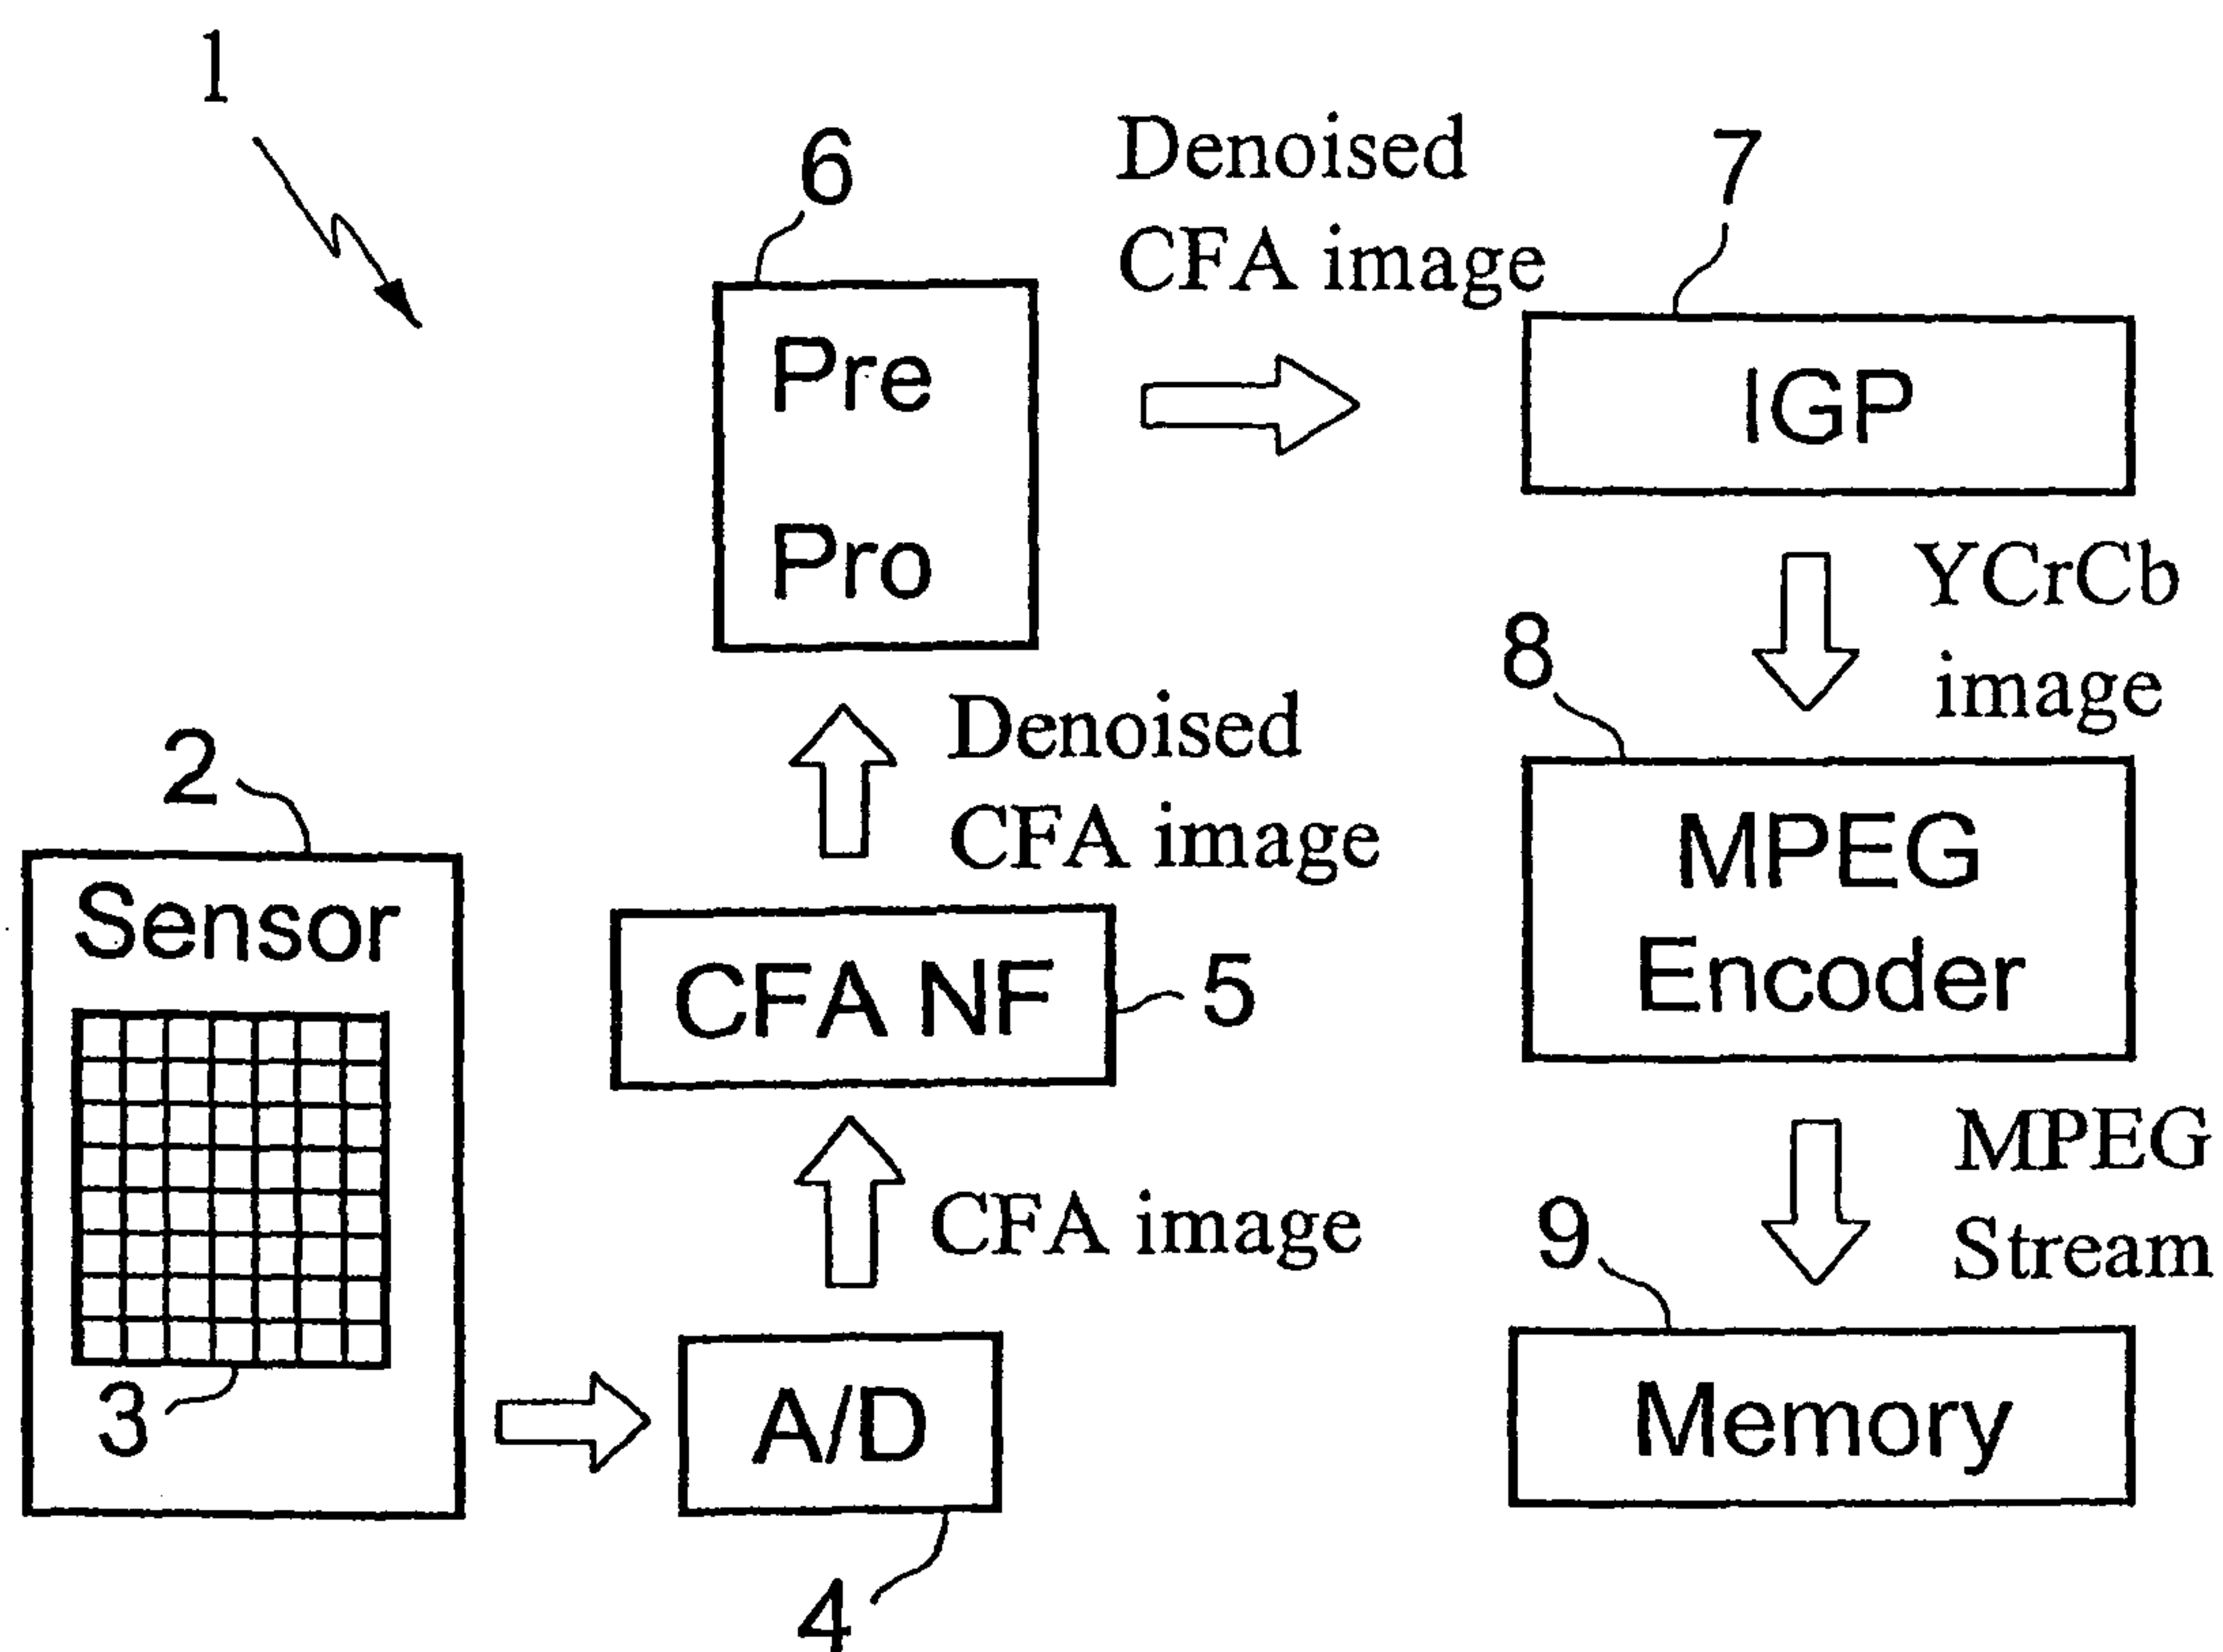 1
6
Denoised
CFA image
7
Pre
Pro
IGP
YCrCb
image
8
Denoised
CFA image
2
Sensor
MPEG
Encoder
CFA NF
5
MPEG
Stream
CFA image
9
3
A/D
Memory
4